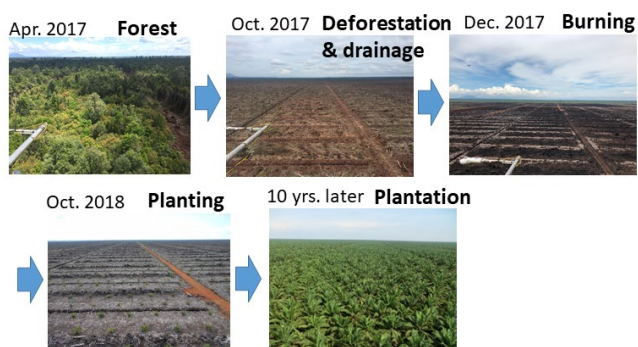 Apr. 2017 Forest
Oct. 2017 Deforestation
& drainage
Dec. 2017 Burning
Oct. 2018 Planting
10 yrs. later Plantation